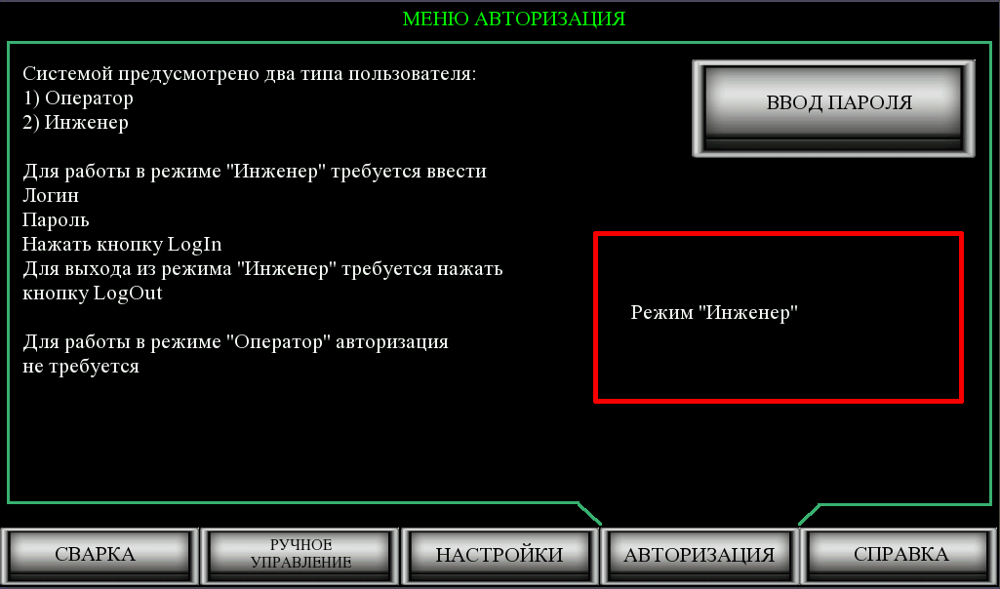 МЕНЮ АВТОРИЗАЦИЯ
Системой предусмотрено два типа пользователя:
1) Оператор
2) Инженер
Для работы в режиме "Инженер" требуется ввести
Логин
Пароль
Нажать кнопку LogIn
Для выхода из режима "Инженер" требуется нажать
кнопку LogOut
Для работы в режиме "Оператор" авторизация
не требуется
ВВОД ПАРОЛЯ
Режим "Инженер"
СВАРКА
РУЧНОЕ
УПРАВЛЕНИЕ
НАСТРОЙКИ
АВТОРИЗАЦИЯ
СПРАВКА